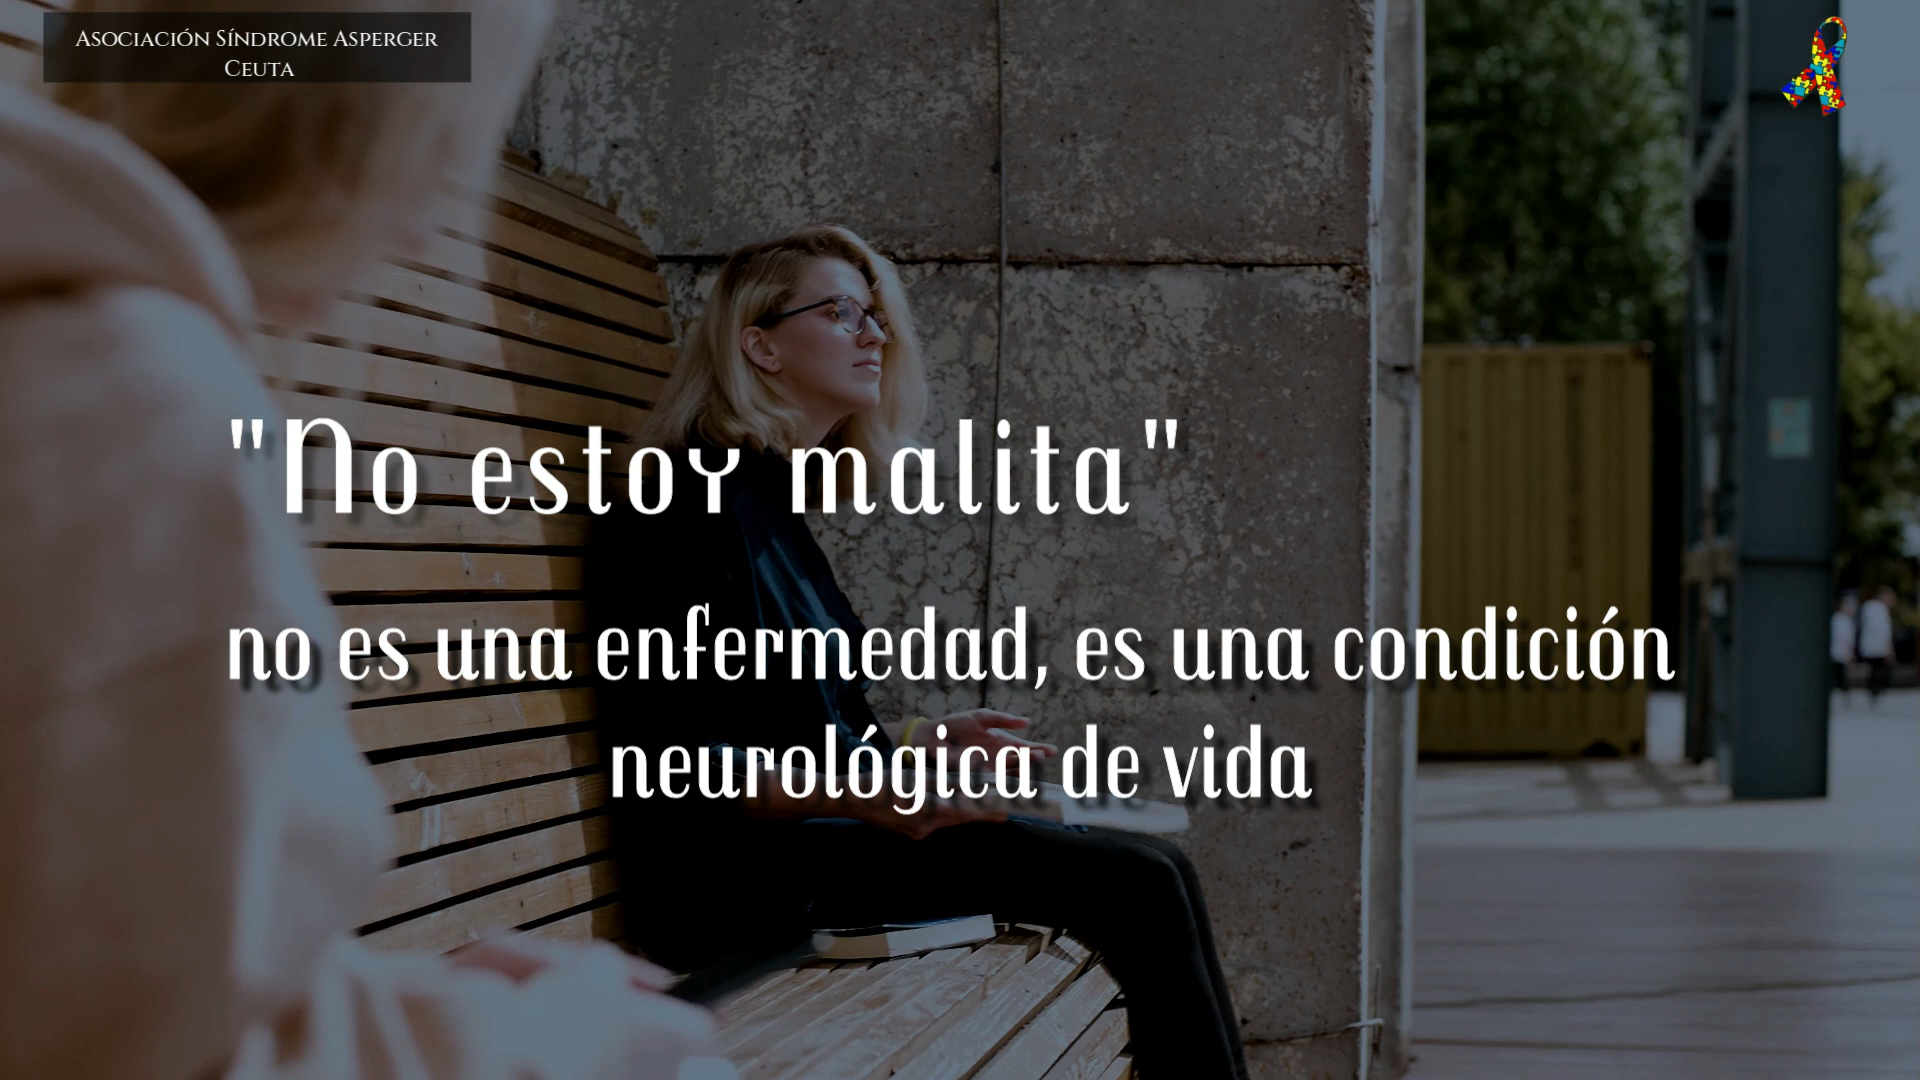 Asociación Síndrome Asperger
Ceuta
"No estoy malita"
no es una enfermedad, es una condición
neurológica de vida